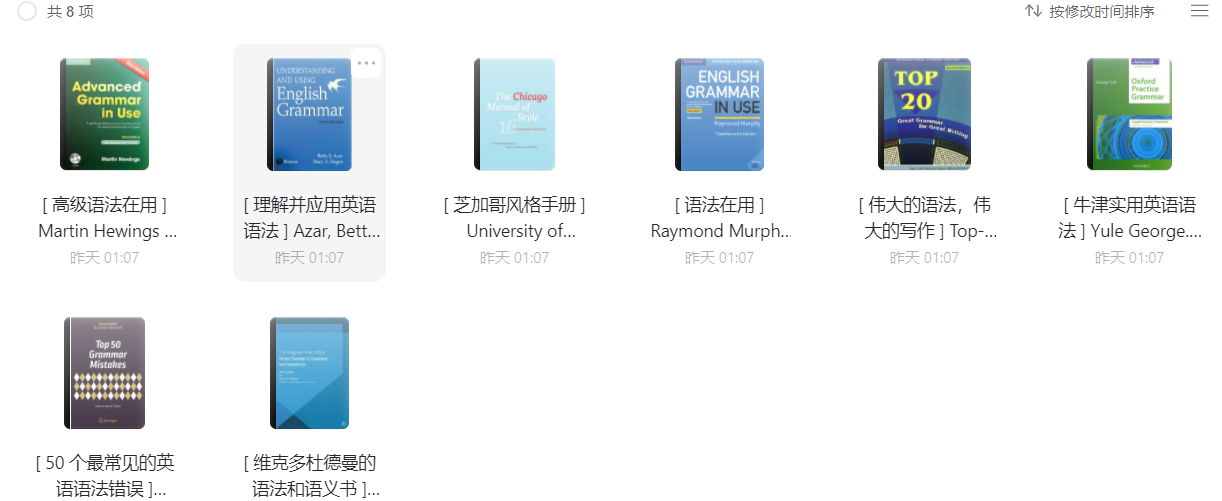 共 8 项
按修改时间排序
New Edition
Advanced
Grammar
in Use
Martin Hewings
UNDERSTANDING
AND USING
English
Grammar
Betty S. Azar
Stacy A. Hagen
Pearson
The Chicago
Manual of
Style
16
ENGLISH
GRAMMAR
IN USE
Raymond Murphy
TOP
20
Great Grammar
for Great Writing
Advanced
George Yule
Oxford
Practice
Grammar
OXFORD
[ 高级语法在用 ]
Martin Hewings ...
昨天 01:07
[ 理解并应用英语
语法 ] Azar, Bett...
昨天 01:07
[ 芝加哥风格手册 ]
University of...
昨天 01:07
[ 语法在用 ]
Raymond Murph...
昨天 01:07
[ 伟大的语法，伟
大的写作 ] Top-...
昨天 01:07
[ 牛津实用英语语
法 ] Yule George....
昨天 01:07
Top 50
Grammar
Mistakes
Springer
[ 50 个最常见的英
语语法错误 ]...
[ 维克多杜德曼的
语法和语义书 ]...